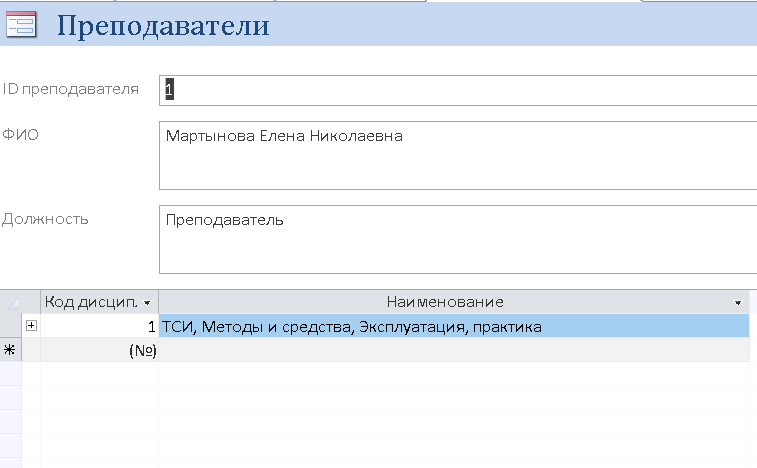 Преподаватели
ID преподавателя 1
ФИО Мартынова Елена Николаевна
Должность Преподаватель
Код дисцип. Наименование
1 ТСИ, Методы и средства, Эксплуатация, практика
(№)